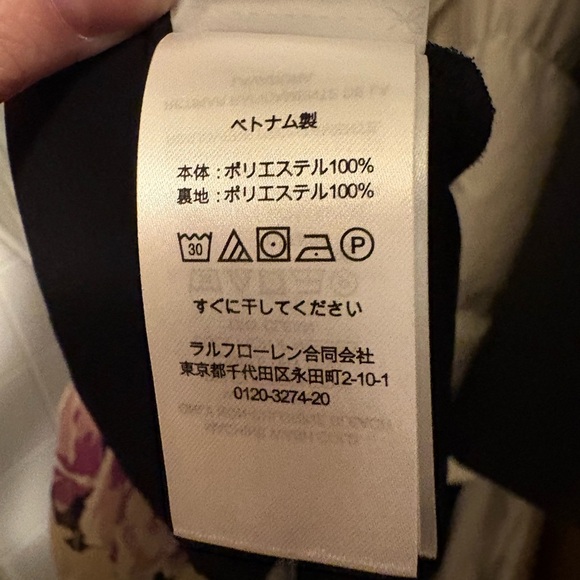 ベトナム製
本体 : ポリエステル100%
裏地 : ポリエステル100%
30 P
すぐに干してください
ラルフローレン合同会社
東京都千代田区永田町2-10-1
0120-3274-20